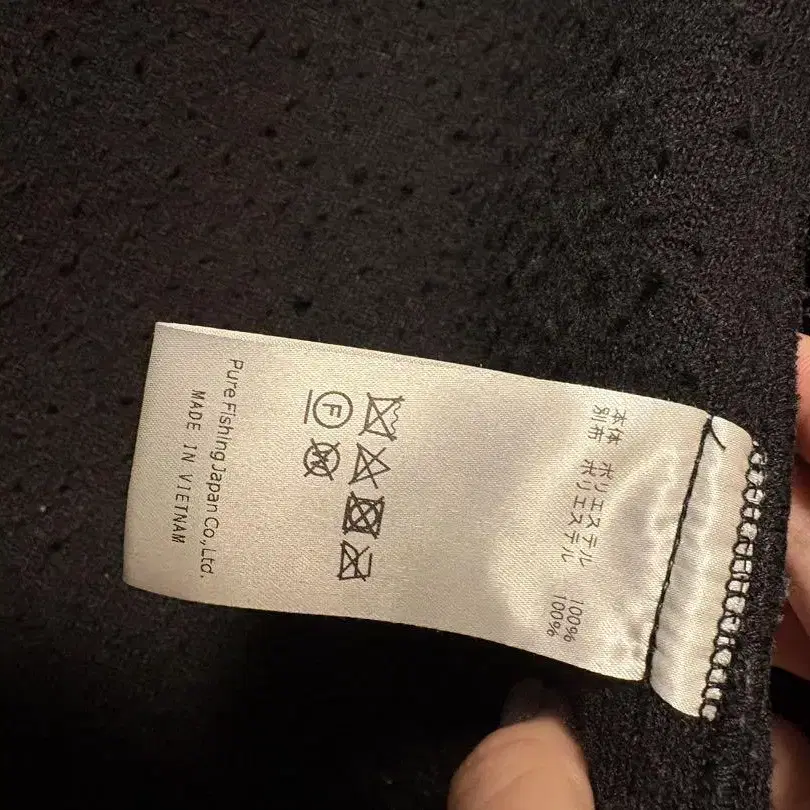 本体 ポリエステル 100%
別布 ポリエステル 100%
F
W
Pure Fishing Japan Co., Ltd.
MADE IN VIETNAM